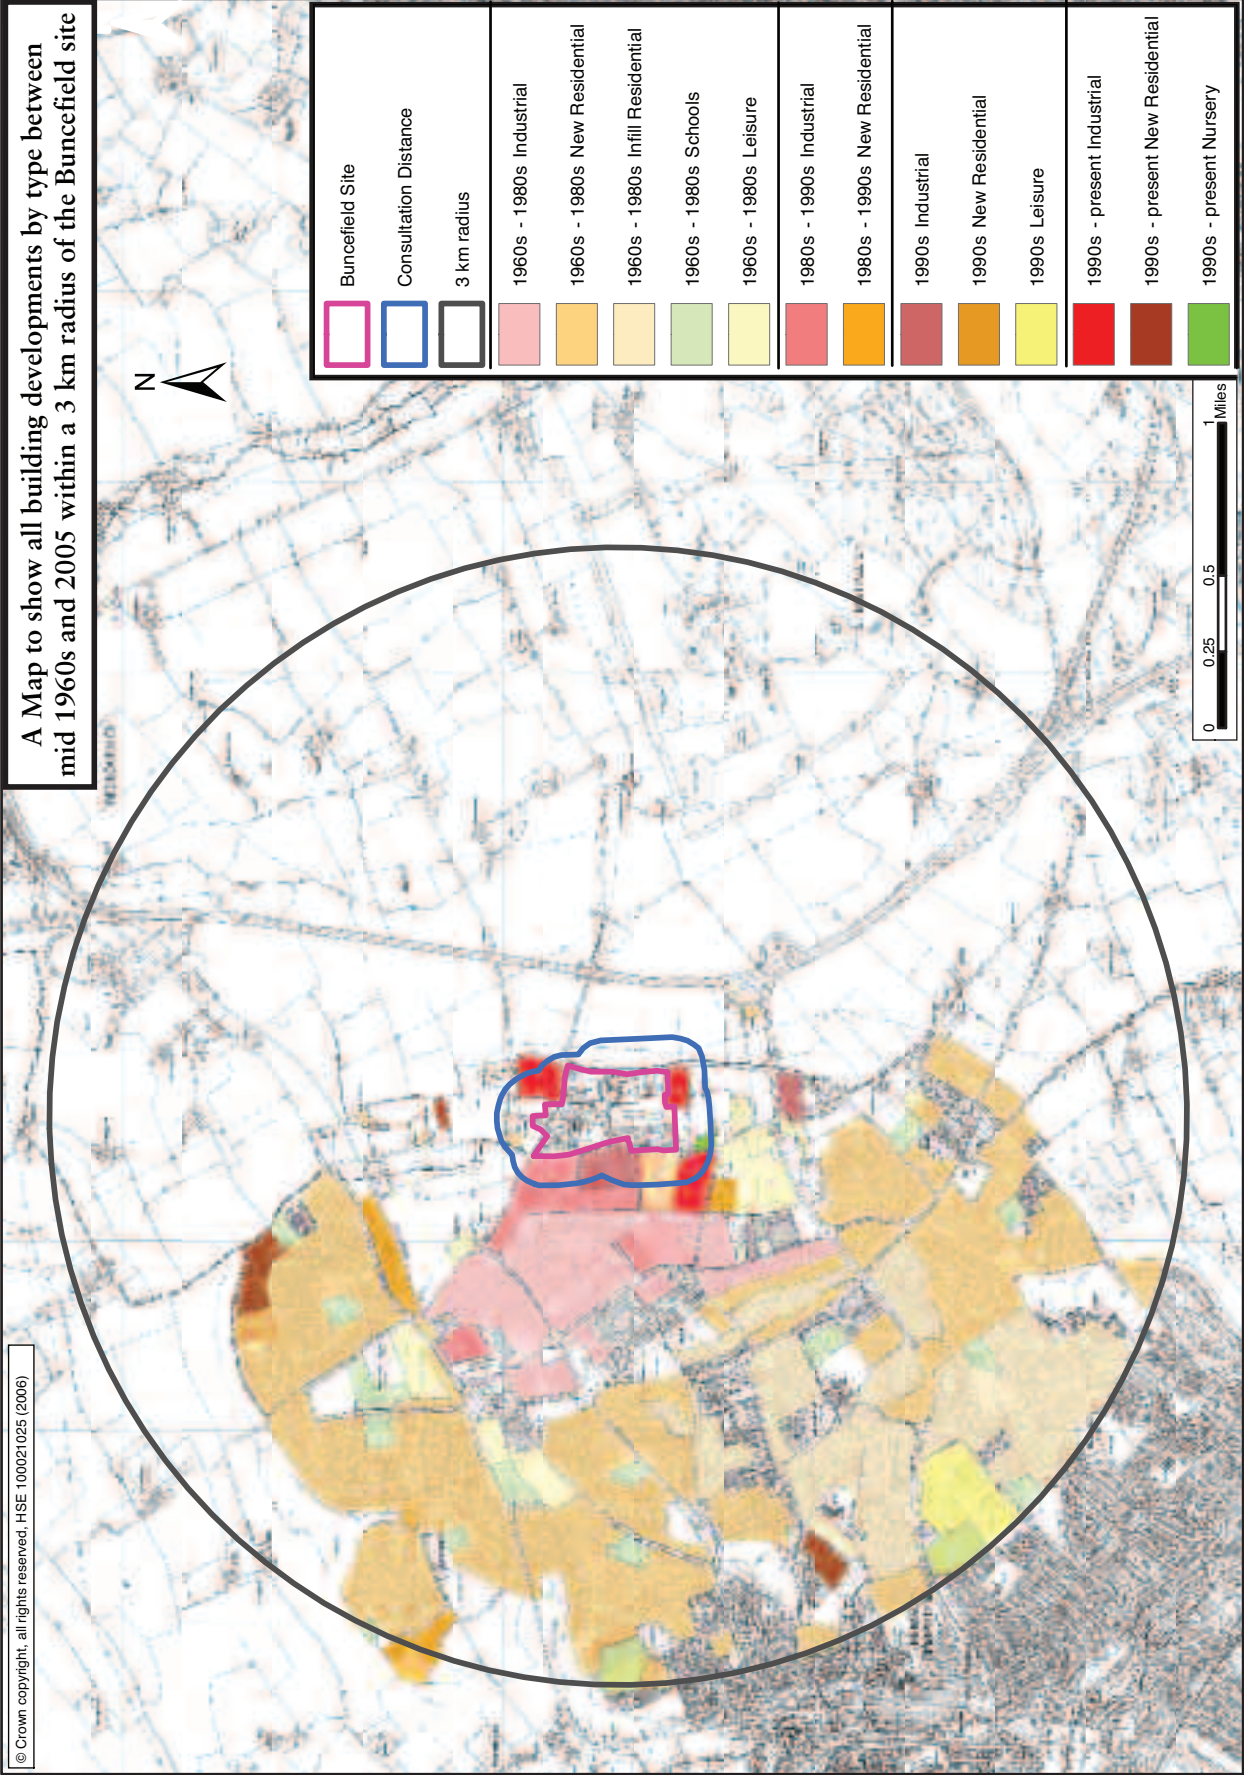 A Map to show all building developments by type between
mid 1960s and 2005 within a 3 km radius of the Buncefield site
© Crown copyright, all rights reserved, HSE 100021025 (2006)
N
Buncefield Site
Consultation Distance
3 km radius
1960s - 1980s Industrial
1960s - 1980s New Residential
1960s - 1980s Infill Residential
1960s - 1980s Schools
1960s - 1980s Leisure
1980s - 1990s Industrial
1980s - 1990s New Residential
1990s Industrial
1990s New Residential
1990s Leisure
1990s - present Industrial
1990s - present New Residential
1990s - present Nursery
0 0.25 0.5 1
Miles